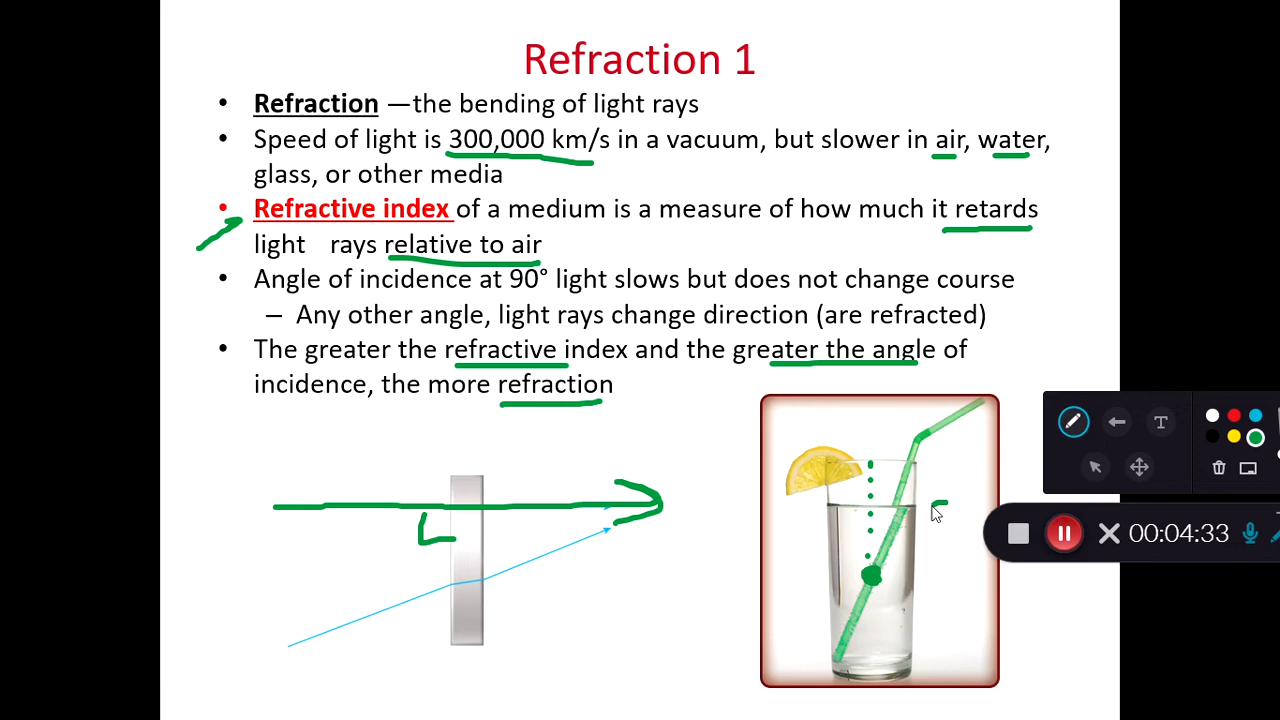 Refraction 1
• Refraction —the bending of light rays
• Speed of light is 300,000 km/s in a vacuum, but slower in air, water,
glass, or other media
• Refractive index of a medium is a measure of how much it retards
light rays relative to air
• Angle of incidence at 90° light slows but does not change course
– Any other angle, light rays change direction (are refracted)
• The greater the refractive index and the greater the angle of
incidence, the more refraction
T
00:04:33